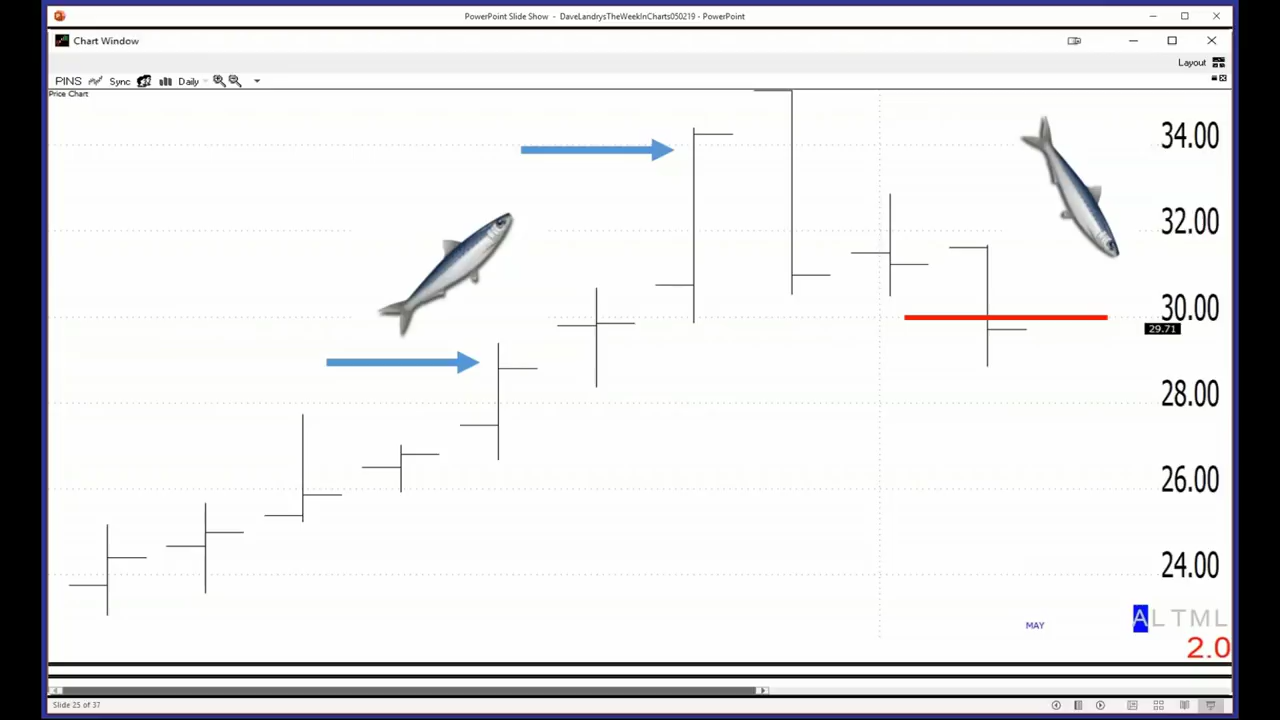 PowerPoint Slide Show - DaveLandrysTheWeekInCharts050219 - PowerPoint
Chart Window
Layout
PINS Sync Daily
Price Chart
34.00
32.00
30.00
29.71
28.00
26.00
24.00
MAY
ALTML
2.0
Slide 25 of 37